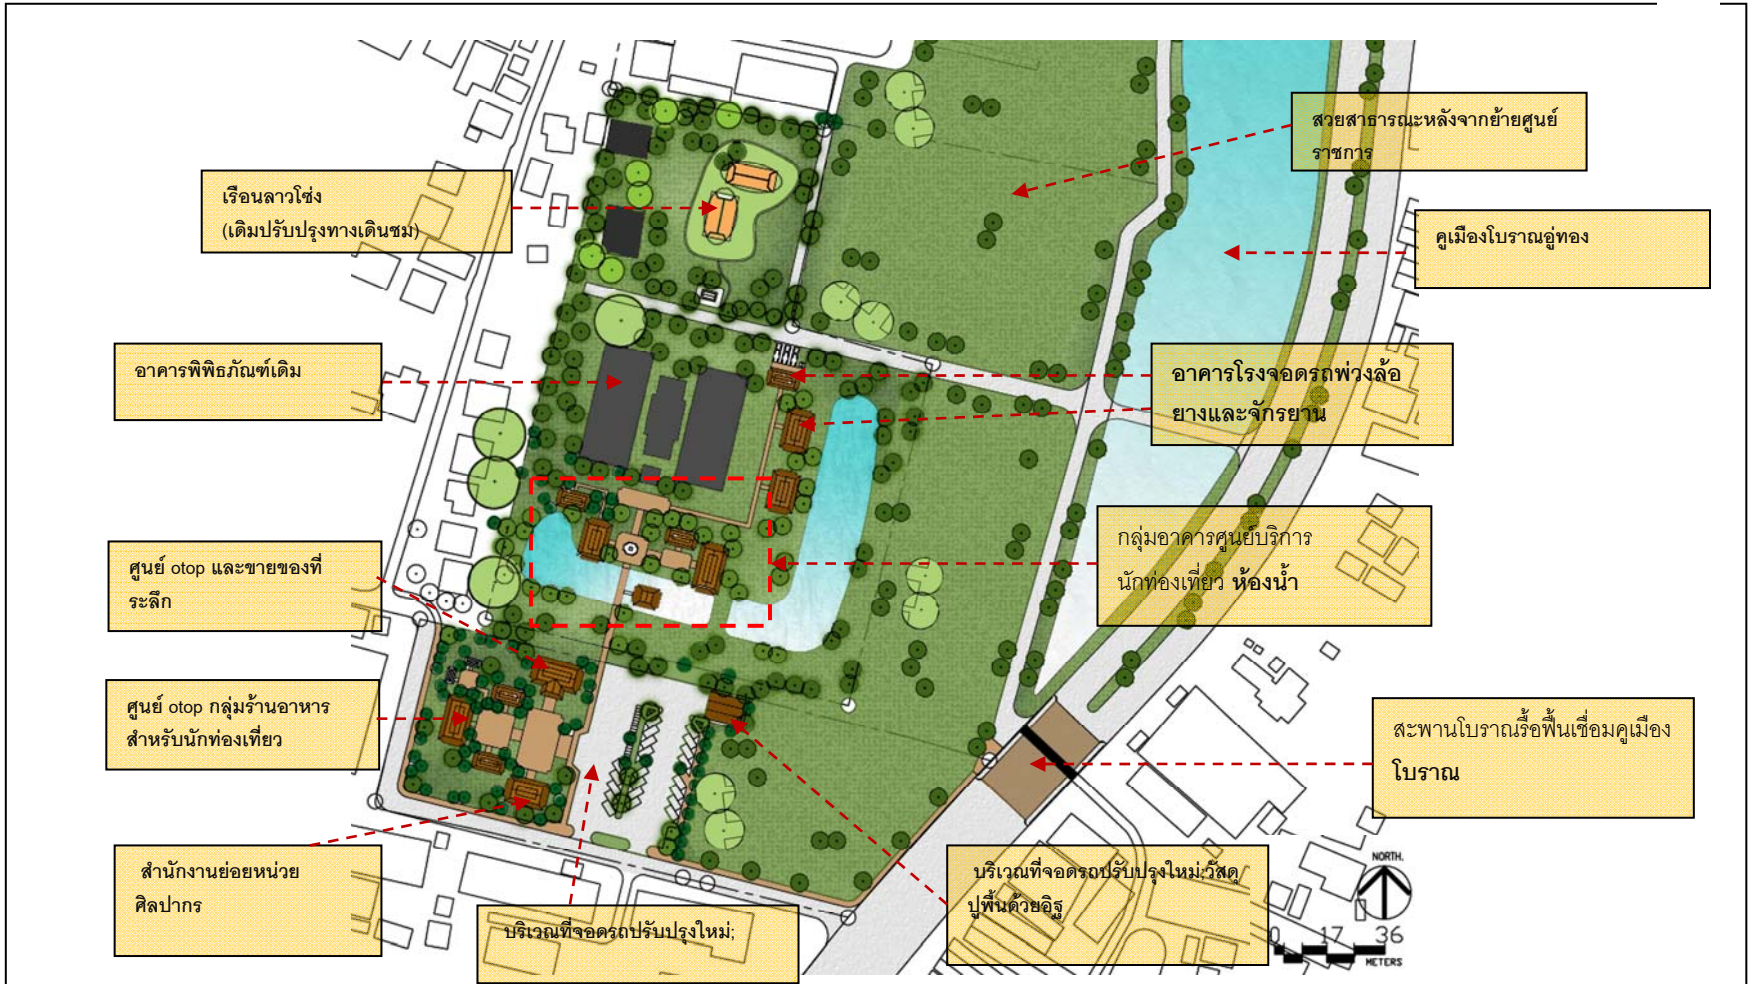 สวยสาธารณะหลังจากย้ายศูนย์
ราชการ
เรือนลาวโซ่ง
(เดิมปรับปรุงทางเดินชม)
คูเมืองโบราณอู่ทอง
อาคารพิพิธภัณฑ์เดิม
อาคารโรงจอดรถพ่วงล้อ
ยางและจักรยาน
กลุ่มอาคารศูนย์บริการ
นักท่องเที่ยว ห้องน้ำ
ศูนย์ otop และขายของที่
ระลึก
ศูนย์ otop กลุ่มร้านอาหาร
สำหรับนักท่องเที่ยว
สะพานโบราณรื้อฟื้นเชื่อมคูเมือง
โบราณ
สำนักงานย่อยหน่วย
ศิลปากร
บริเวณที่จอดรถปรับปรุงใหม่;
บริเวณที่จอดรถปรับปรุงใหม่;วัสดุ
ปูพื้นด้วยอิฐ
NORTH.
0 17 36
METERS